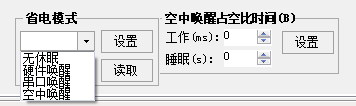 省电模式
设置
无休眠
硬件唤醒
串口唤醒
空中唤醒
读取
空中唤醒占空比时间(B)
工作(ms): 0
设置
睡眠(s): 0